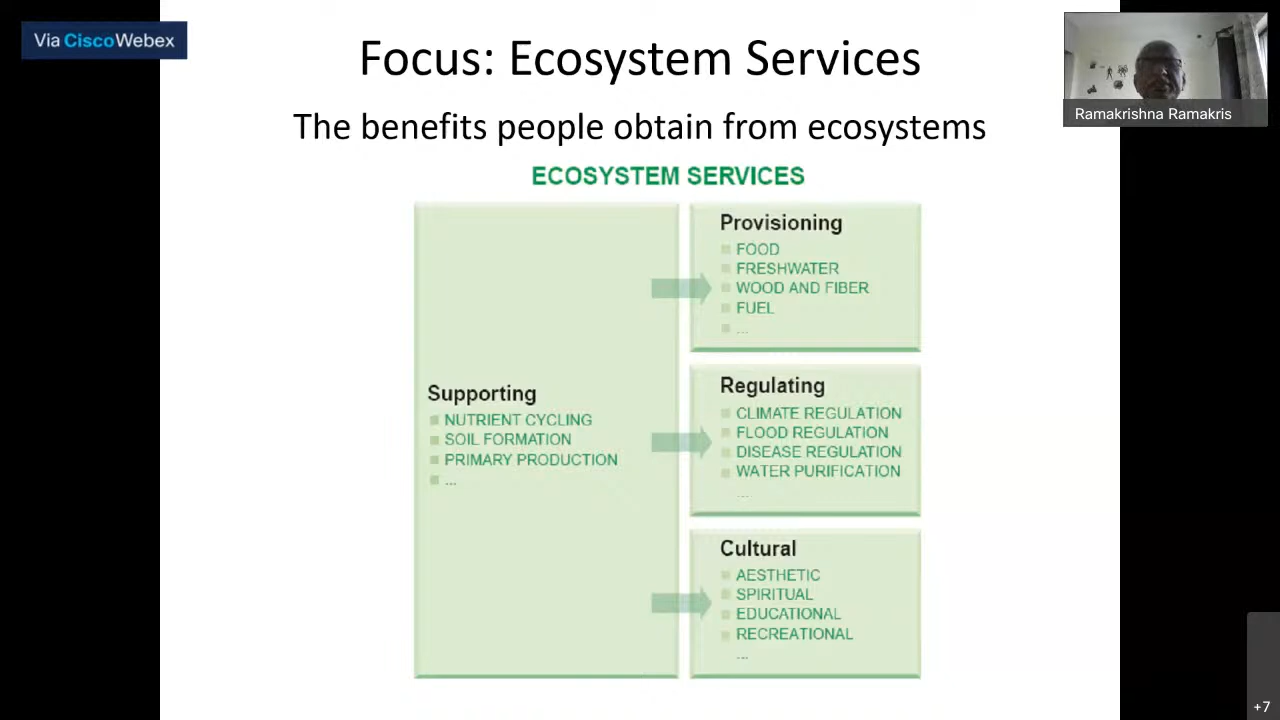 Via CiscoWebex
Focus: Ecosystem Services
Ramakrishna Ramakris
The benefits people obtain from ecosystems
ECOSYSTEM SERVICES
Supporting
NUTRIENT CYCLING
SOIL FORMATION
PRIMARY PRODUCTION
...
Provisioning
FOOD
FRESHWATER
WOOD AND FIBER
FUEL
...
Regulating
CLIMATE REGULATION
FLOOD REGULATION
DISEASE REGULATION
WATER PURIFICATION
...
Cultural
AESTHETIC
SPIRITUAL
EDUCATIONAL
RECREATIONAL
...
+7